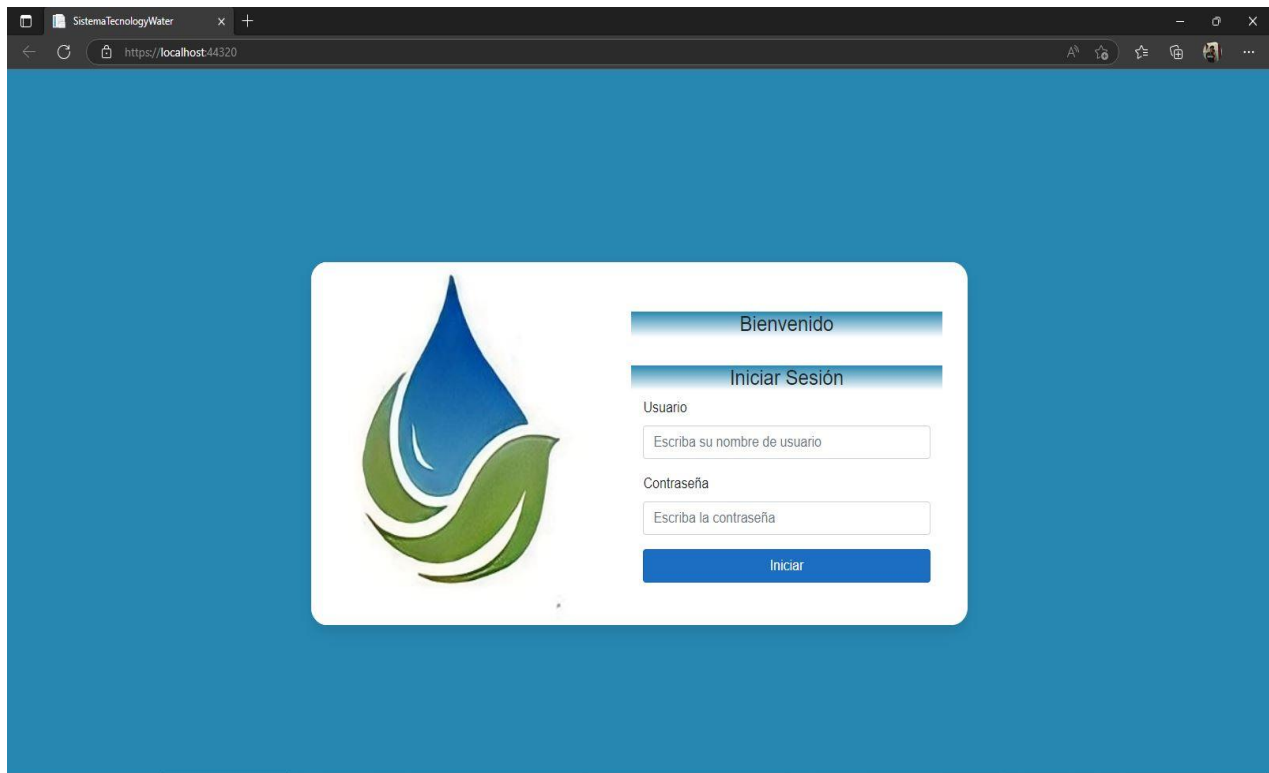 SistemaTecnologyWater
https://localhost:44320
Bienvenido
Iniciar Sesión
Usuario
Escriba su nombre de usuario
Contraseña
Escriba la contraseña
Iniciar